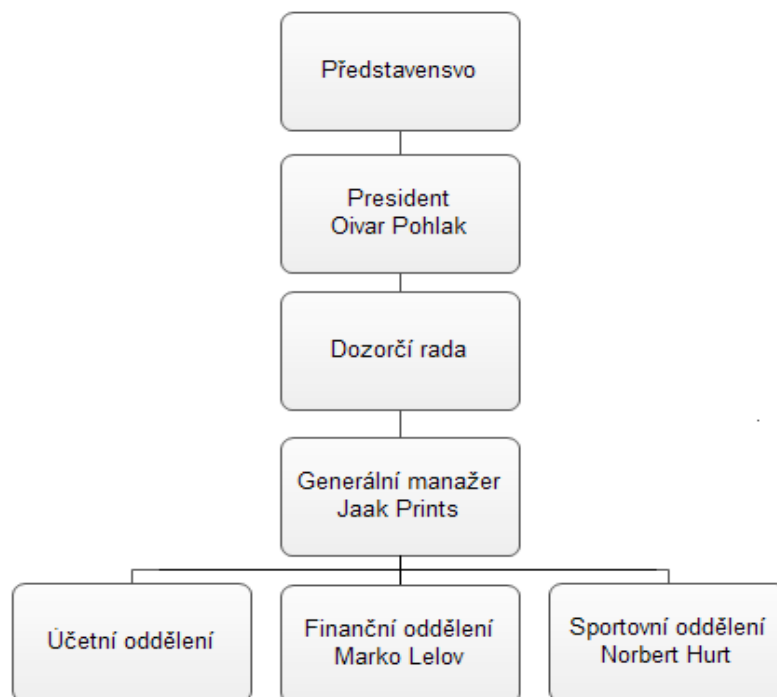 Představensvo
President
Oivar Pohlak
Dozorčí rada
Generální manažer
Jaak Prints
Účetní oddělení
Finanční oddělení
Marko Lelov
Sportovní oddělení
Norbert Hurt